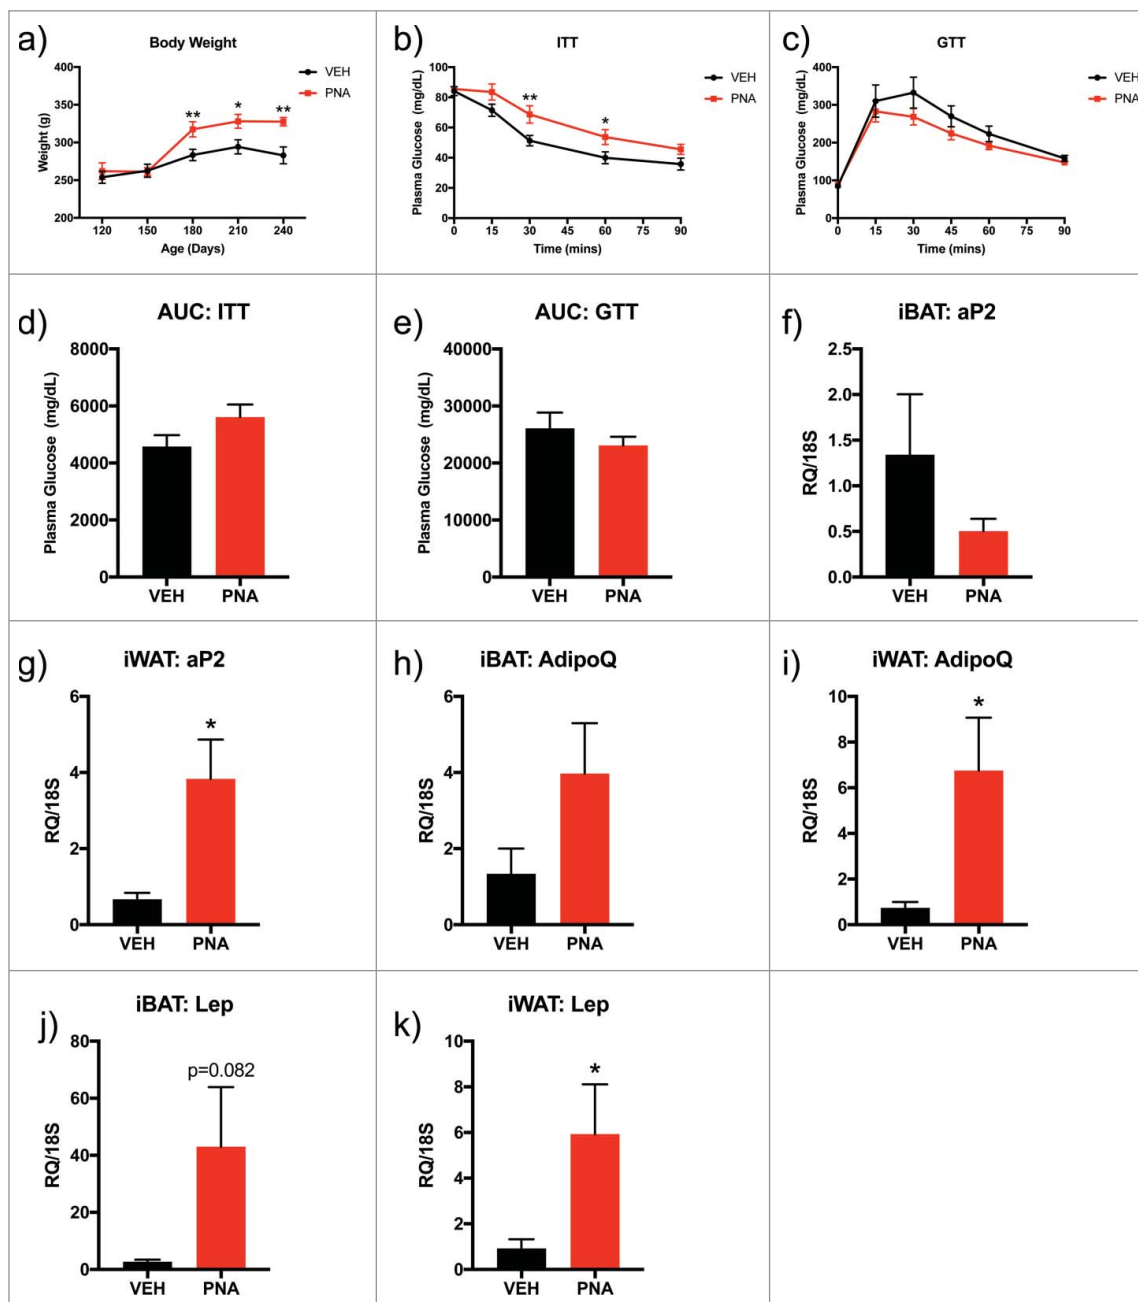 a)
Body Weight
VEH
PNA
400
350
300
250
200
Weight (g)
** * **
120 150 180 210 240
Age (Days)
b)
ITT
VEH
PNA
100
80
60
40
20
0
Plasma Glucose (mg/dL)
**
*
0 15 30 45 60 75 90
Time (mins)
c)
GTT
VEH
PNA
400
300
200
100
0
Plasma Glucose (mg/dL)
0 15 30 45 60 75 90
Time (mins)
d)
AUC: ITT
8000
6000
4000
2000
0
Plasma Glucose (mg/dL)
VEH PNA
e)
AUC: GTT
40000
30000
20000
10000
0
Plasma Glucose (mg/dL)
VEH PNA
f)
iBAT: aP2
2.5
2.0
1.5
1.0
0.5
0.0
RQ/18S
VEH PNA
g)
iWAT: aP2
6
4
2
0
RQ/18S
*
VEH PNA
h)
iBAT: AdipoQ
6
4
2
0
RQ/18S
VEH PNA
i)
iWAT: AdipoQ
10
8
6
4
2
0
RQ/18S
*
VEH PNA
j)
iBAT: Lep
80
60
40
20
0
RQ/18S
p=0.082
VEH PNA
k)
iWAT: Lep
10
8
6
4
2
0
RQ/18S
*
VEH PNA